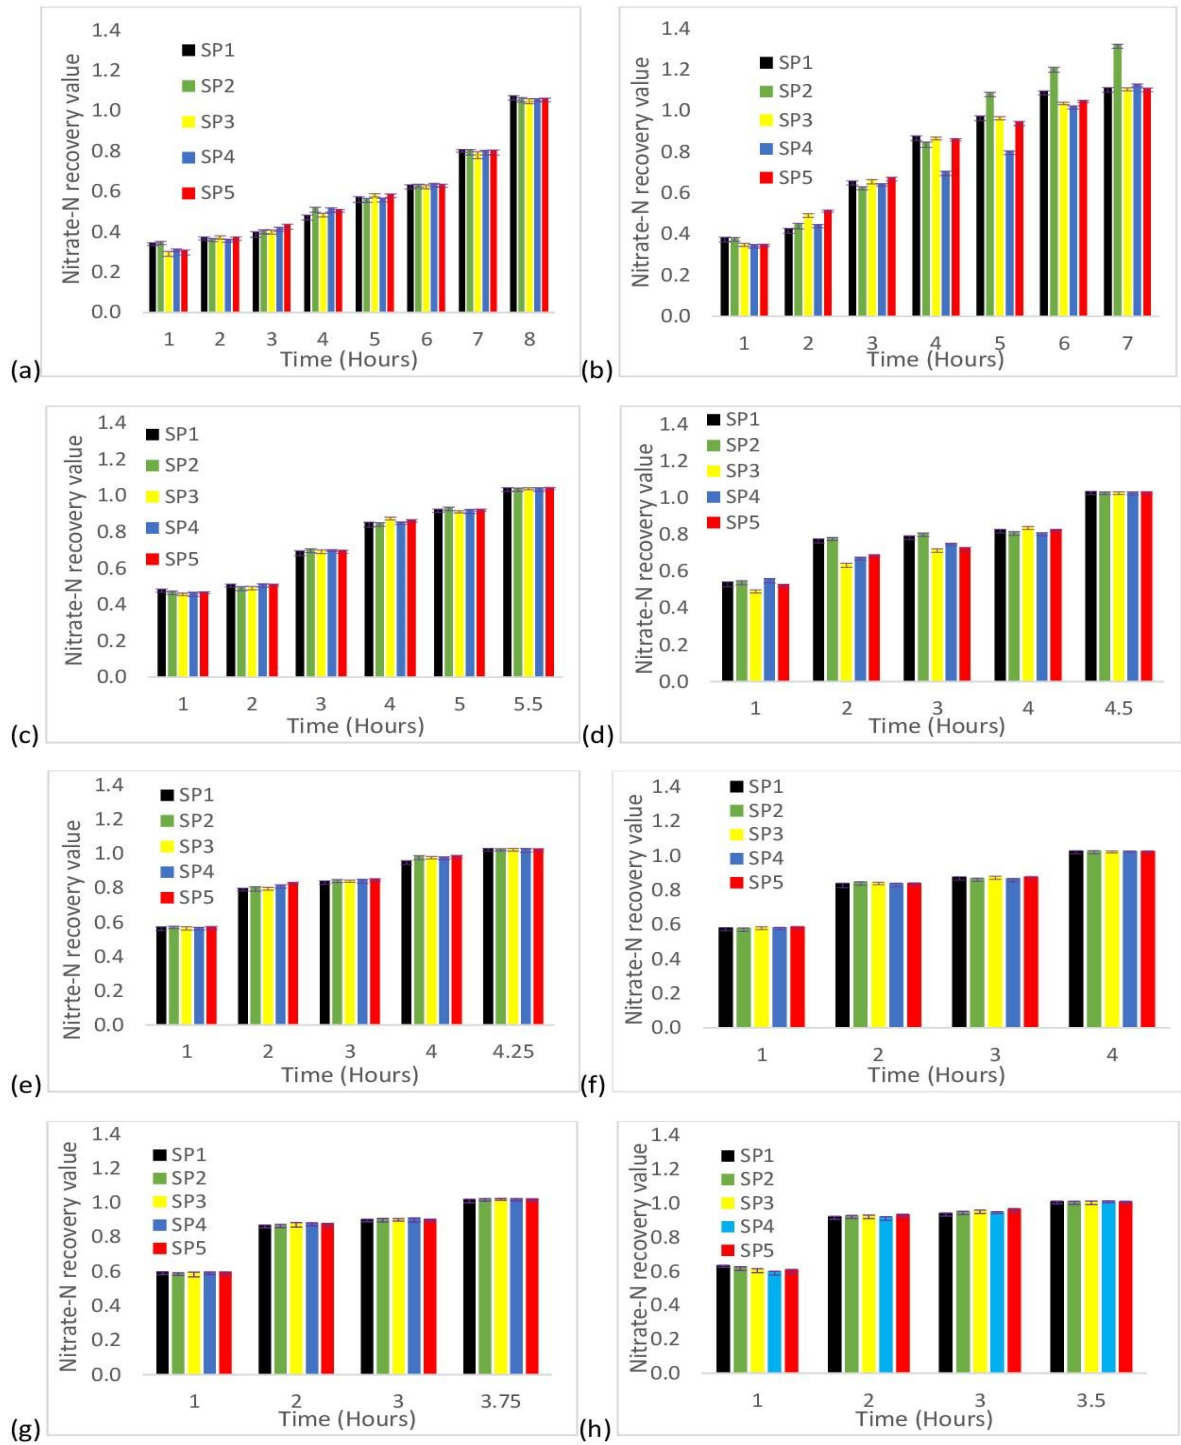 1.4
1.2
1.0
0.8
0.6
0.4
0.2
0.0
Nitrate-N recovery value
SP1
SP2
SP3
SP4
SP5
1 2 3 4 5 6 7 8
Time (Hours)
(a)
1.4
1.2
1.0
0.8
0.6
0.4
0.2
0.0
Nitrate-N recovery value
SP1
SP2
SP3
SP4
SP5
1 2 3 4 5 6 7
Time (Hours)
(b)
1.4
1.2
1.0
0.8
0.6
0.4
0.2
0.0
Nitrate-N recovery value
SP1
SP2
SP3
SP4
SP5
1 2 3 4 5 5.5
Time (Hours)
(c)
1.4
1.2
1.0
0.8
0.6
0.4
0.2
0.0
Nitrate-N recovery value
SP1
SP2
SP3
SP4
SP5
1 2 3 4 4.5
Time (Hours)
(d)
1.4
1.2
1.0
0.8
0.6
0.4
0.2
0.0
Nitrte-N recovery value
SP1
SP2
SP3
SP4
SP5
1 2 3 4 4.25
Time (Hours)
(e)
1.4
1.2
1.0
0.8
0.6
0.4
0.2
0.0
Nitrate-N recovery value
SP1
SP2
SP3
SP4
SP5
1 2 3 4
Time (Hours)
(f)
1.4
1.2
1.0
0.8
0.6
0.4
0.2
0.0
Nitrate-N recovery value
SP1
SP2
SP3
SP4
SP5
1 2 3 3.75
Time (Hours)
(g)
1.4
1.2
1.0
0.8
0.6
0.4
0.2
0.0
Nitrate-N recovery value
SP1
SP2
SP3
SP4
SP5
1 2 3 3.5
Time (Hours)
(h)